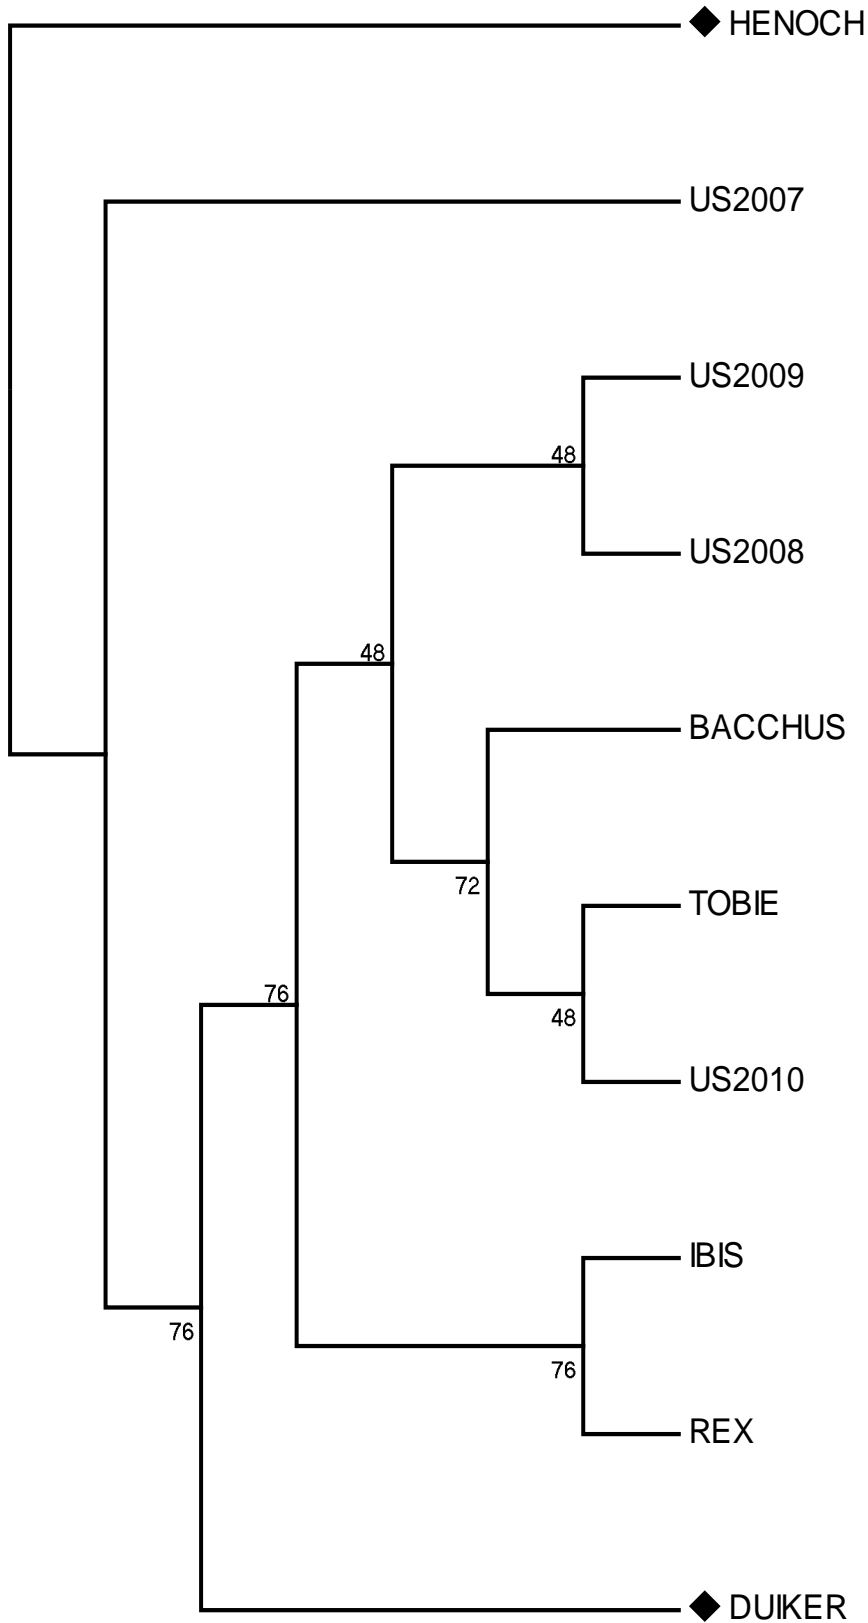 ◆ HENOCH
US2007
US2009
48
US2008
48
BACCHUS
72
TOBIE
76
48
US2010
IBIS
76
76
REX
◆ DUIKER